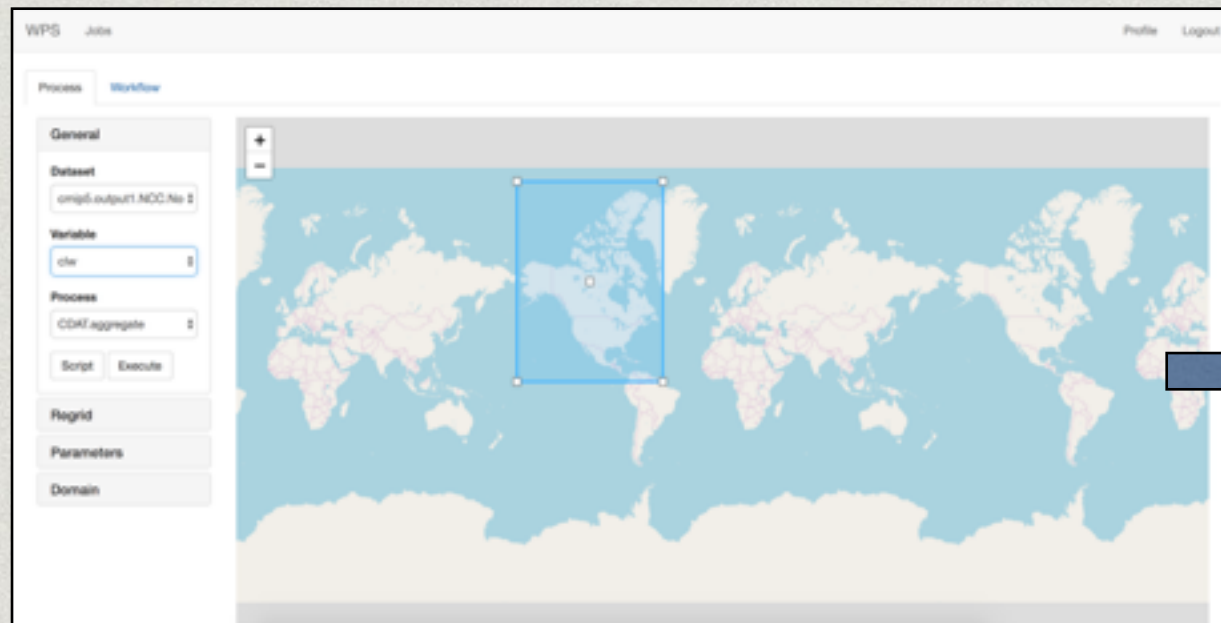 WPS Jobs Profile Logout
Process Workflow
General
Dataset
cmip5.output1.NCC.No
Variable
clw
Process
CDAT.aggregate
Script Execute
Regrid
Parameters
Domain
+
−